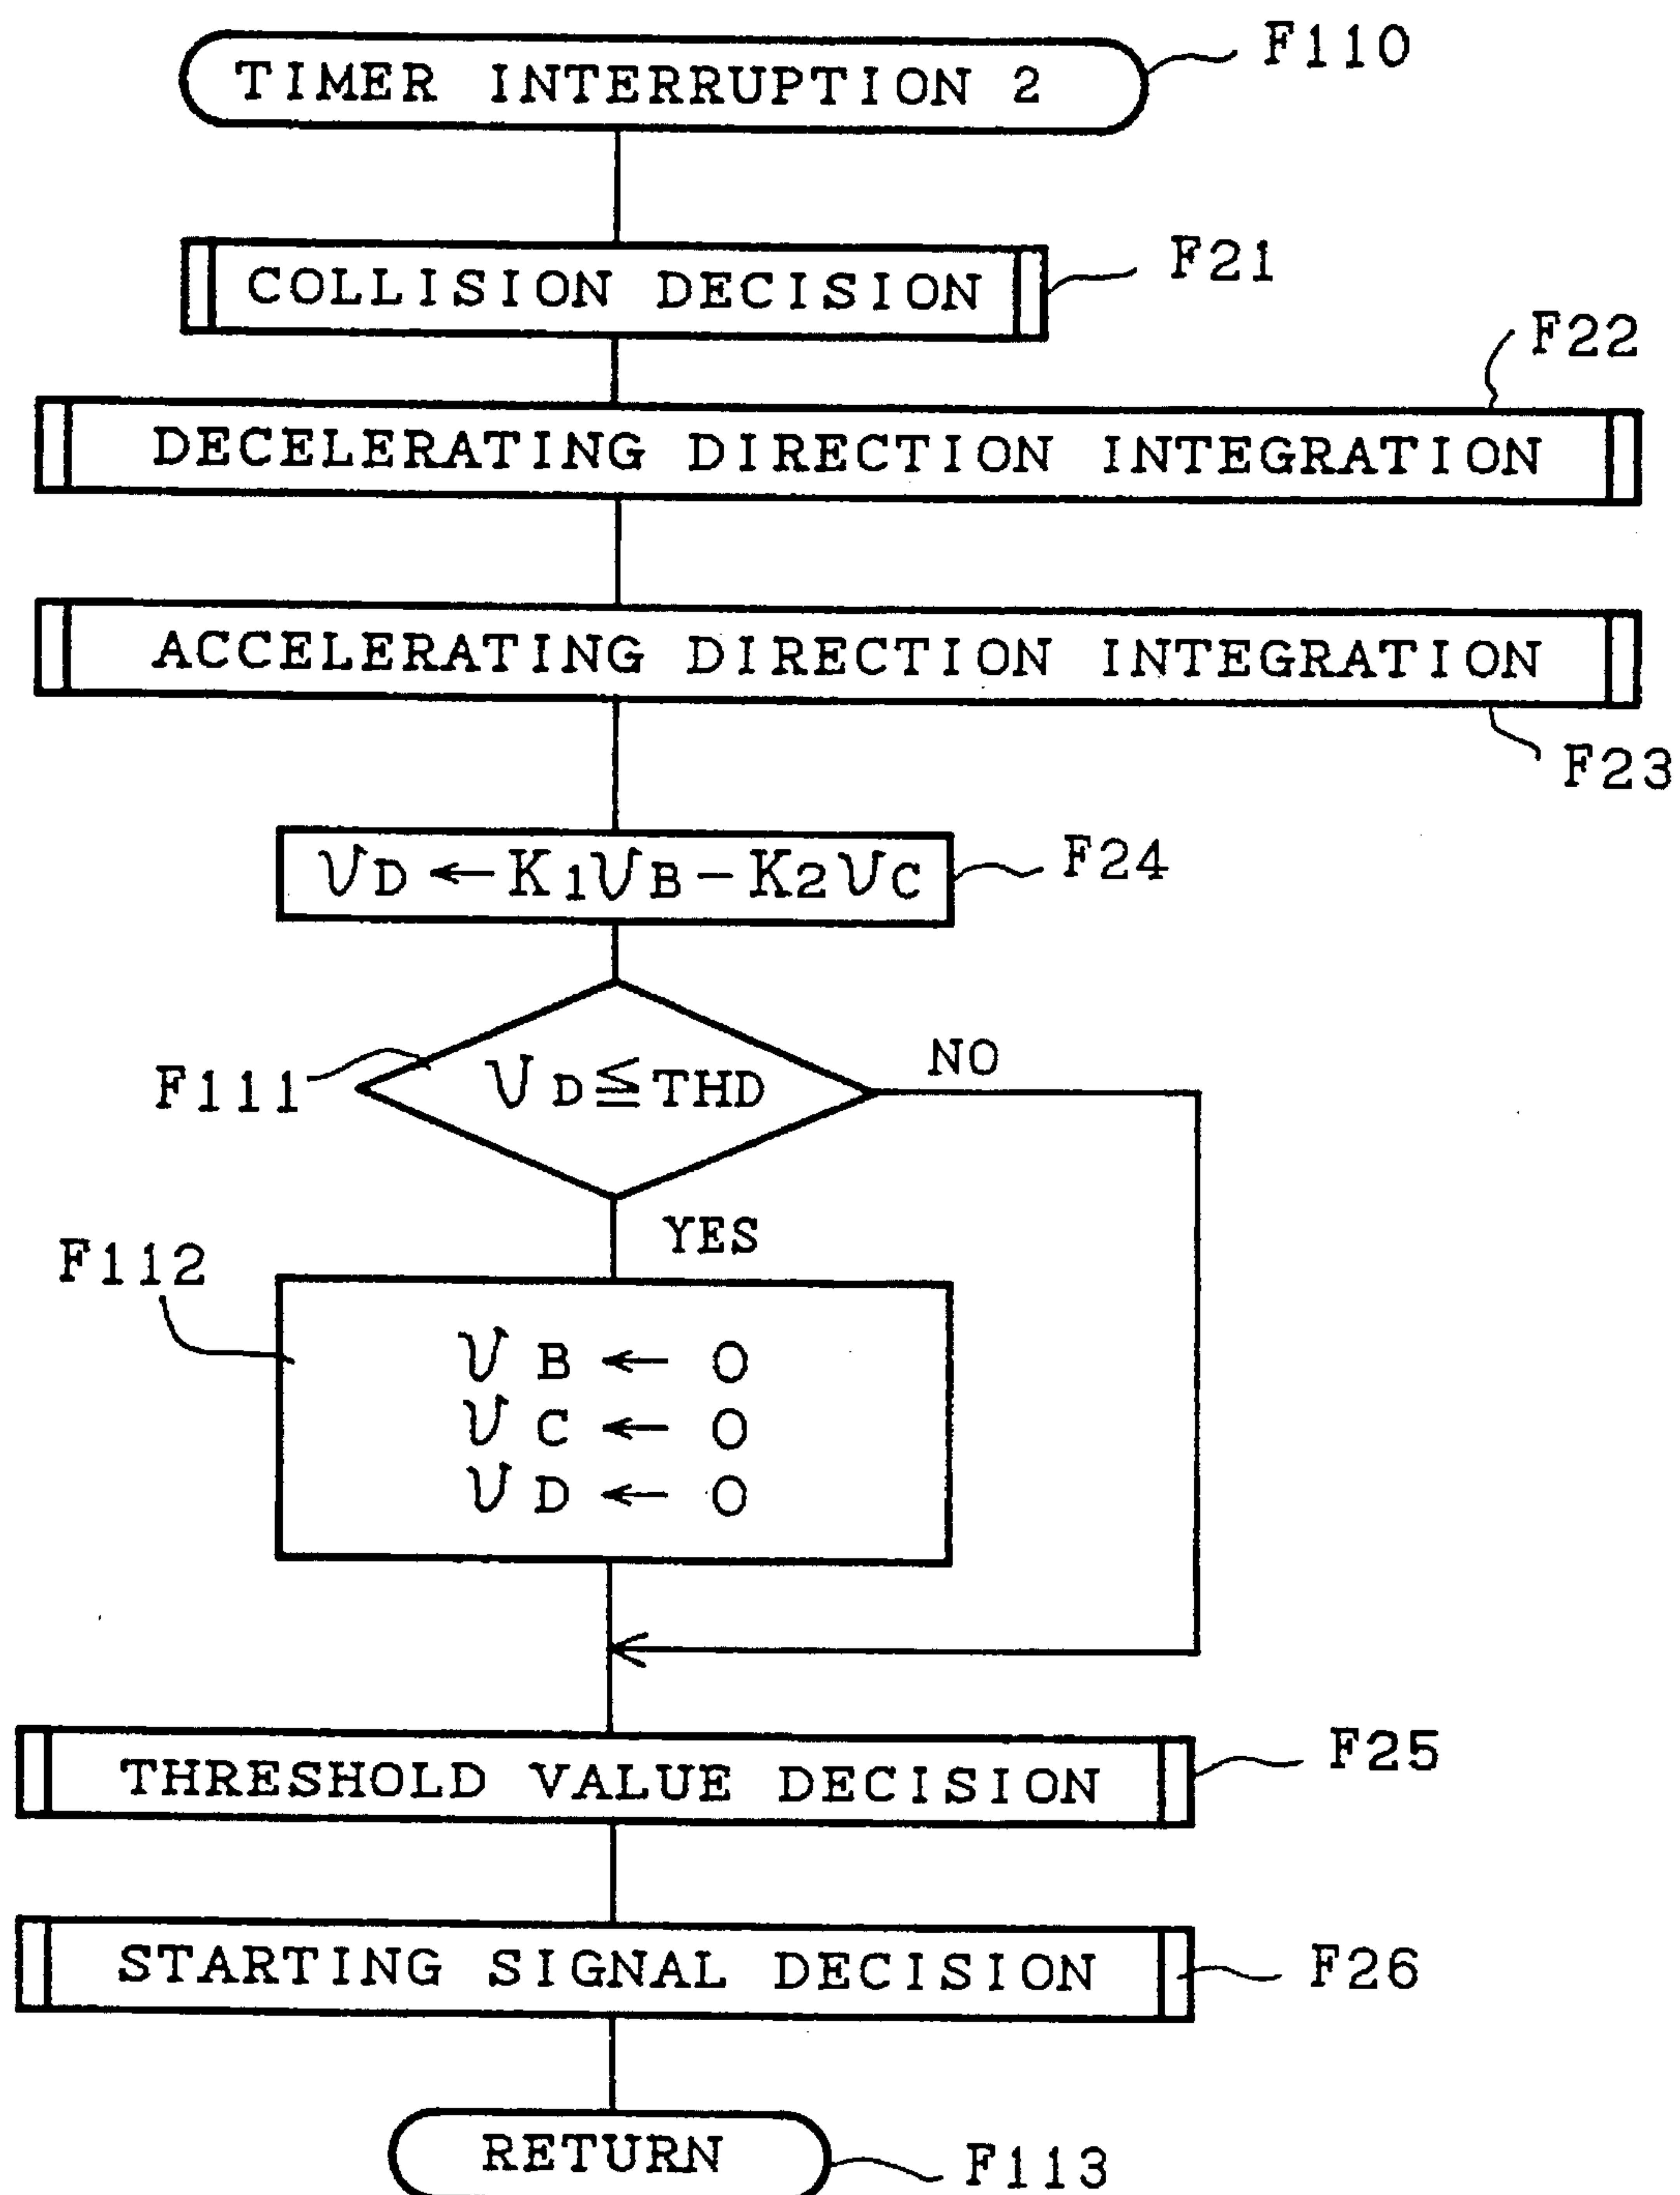 TIMER INTERRUPTION 2
F110
COLLISION DECISION
F21
F22
DECELERATING DIRECTION INTEGRATION
ACCELERATING DIRECTION INTEGRATION
F23
VD ← K1VB − K2VC
F24
F111
VD ≦ THD
NO
YES
F112
VB ← 0
VC ← 0
VD ← 0
THRESHOLD VALUE DECISION
F25
STARTING SIGNAL DECISION
F26
RETURN
F113